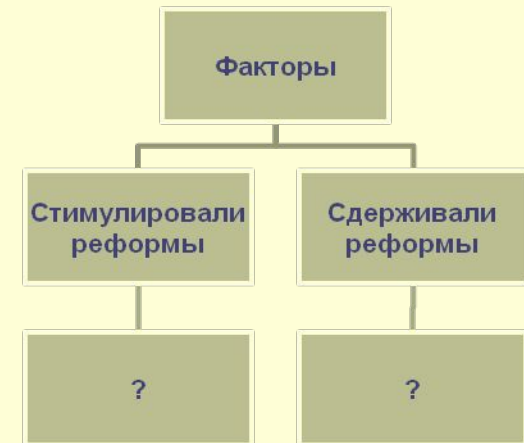 Факторы
Стимулировали
реформы
Сдерживали
реформы
?
?